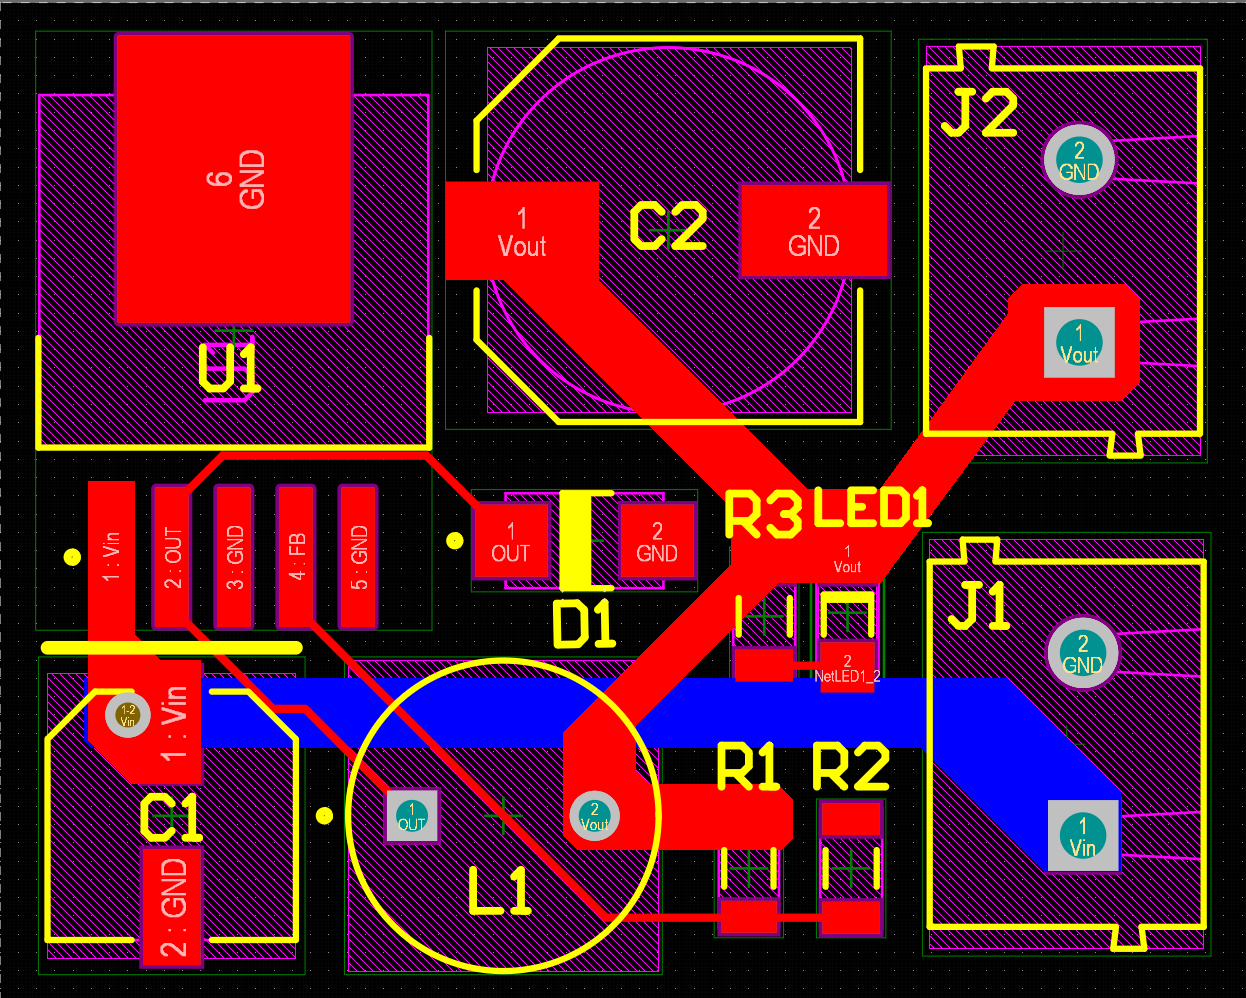 6
GND
U1
1
Vout
C2
2
GND
J2
2
GND
1
Vout
1 : Vin
2 : OUT
3 : GND
4 : FB
5 : GND
1
OUT
2
GND
D1
R3
LED1
1
Vout
2
NetLED1_2
J1
2
GND
1
Vin
1-2
Vin
1 : Vin
C1
2 : GND
1
OUT
2
Vout
L1
R1
R2